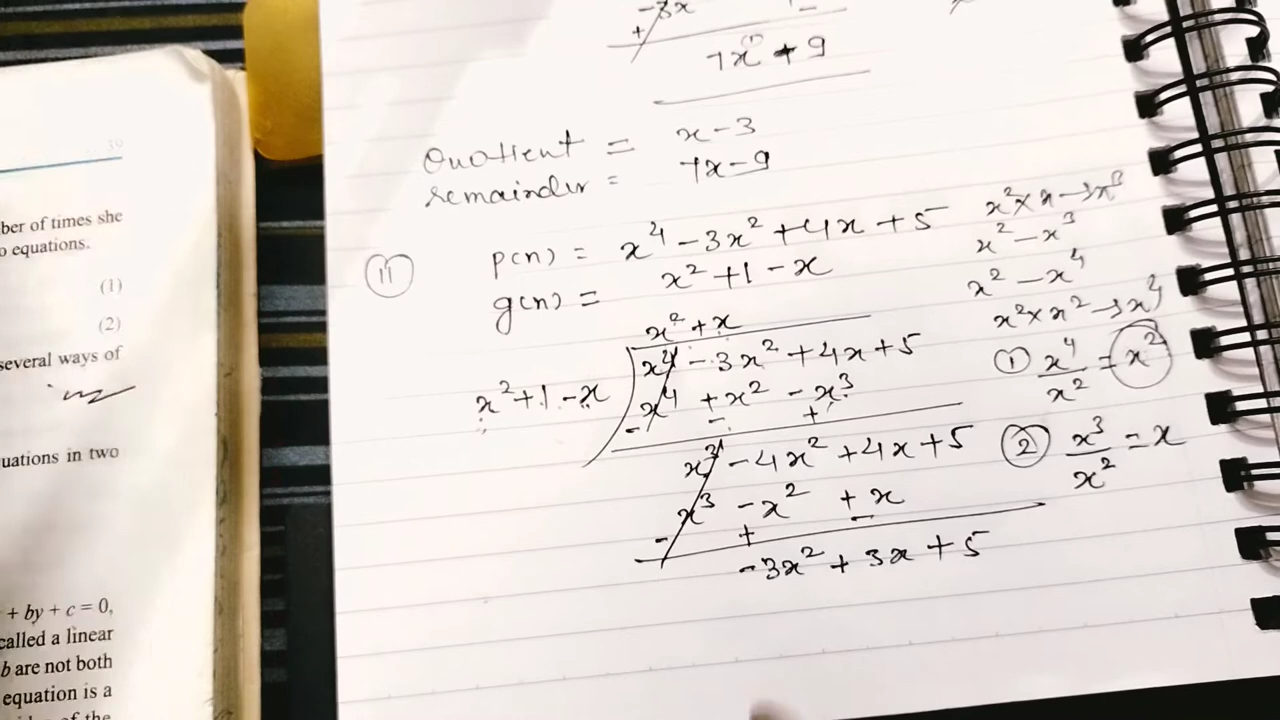 39
ber of times she
o equations.
(1)
(2)
several ways of
uations in two
+ by + c = 0,
called a linear
b are not both
equation is a
-3x -
+
7x + 9
Quotient = x-3
remainder = 7x-9
(11) p(n) = x⁴ - 3x² + 4x + 5
g(n) = x² + 1 - x
x² + x
x² + 1 - x ) x⁴ - 3x² + 4x + 5
x⁴ + x² - x³
- - +
x³ - 4x² + 4x + 5
x³ - x² + x
- + -
-3x² + 3x + 5
x² × x → x³
x² - x³
x² - x⁴
x² × x² → x⁴
(1) x⁴/x² = x²
(2) x³/x² = x